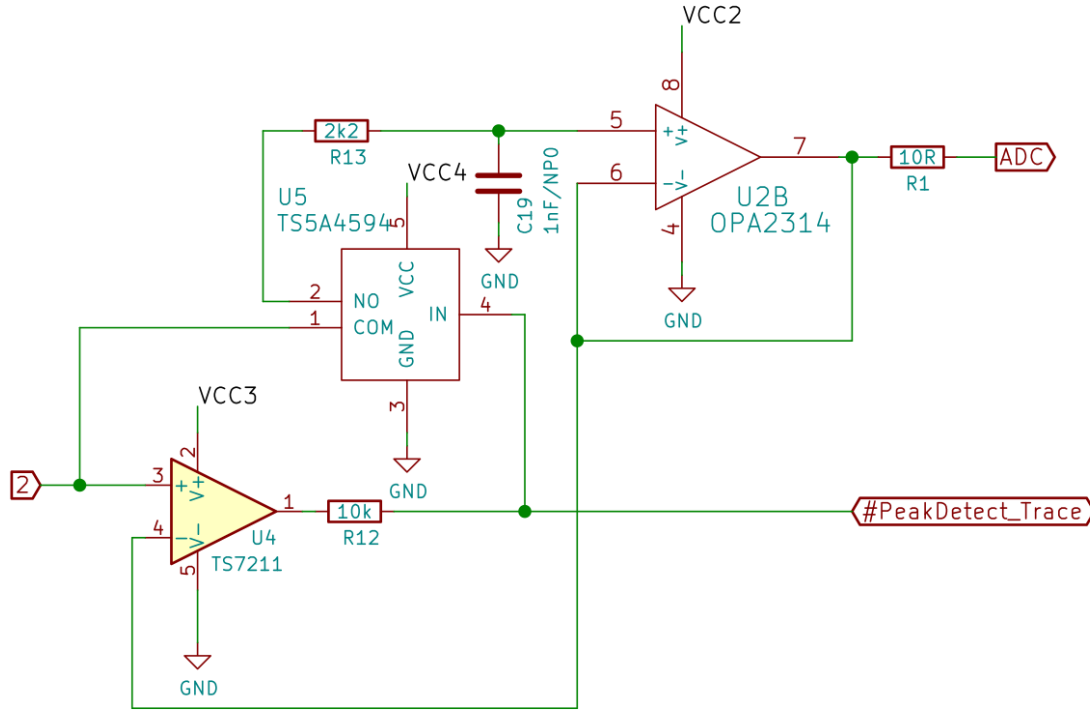 VCC2
8
5
2k2
+
V+
7
10R
ADC
R13
VCC4
6
-
V-
R1
U5
TS5A4594
C19
1nF/NP0
U2B
OPA2314
5
4
GND
2
NO
VCC
IN
4
GND
1
COM
GND
VCC3
3
2
2
3
+
V+
GND
1
10k
#PeakDetect_Trace
4
-
V-
U4
R12
TS7211
5
GND